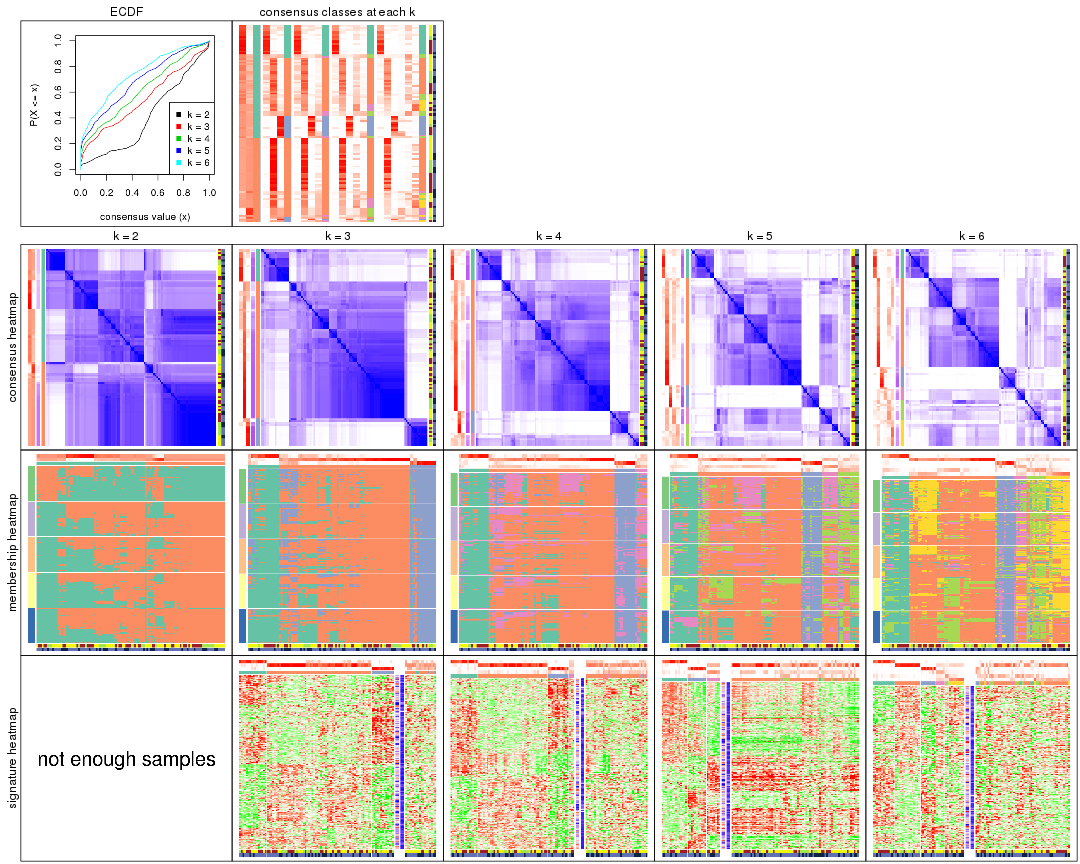 ECDF
consensus classes at each k
P(X <= x)
0.0 0.2 0.4 0.6 0.8 1.0
k = 2
k = 3
k = 4
k = 5
k = 6
0.0 0.2 0.4 0.6 0.8 1.0
consensus value (x)
k = 2 k = 3 k = 4 k = 5 k = 6
consensus heatmap
membership heatmap
signature heatmap
not enough samples